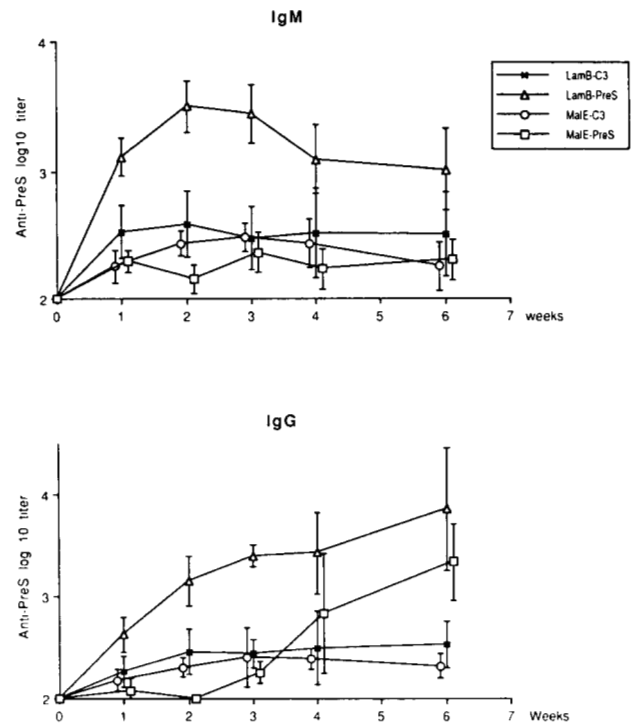 IgM
4
3
2
Anti-PreS log10 titer
LamB-C3
LamB-PreS
MalE-C3
MalE-PreS
0 1 2 3 4 5 6 7 weeks
IgG
4
3
2
Anti-PreS log 10 titer
0 1 2 3 4 5 6 7 Weeks